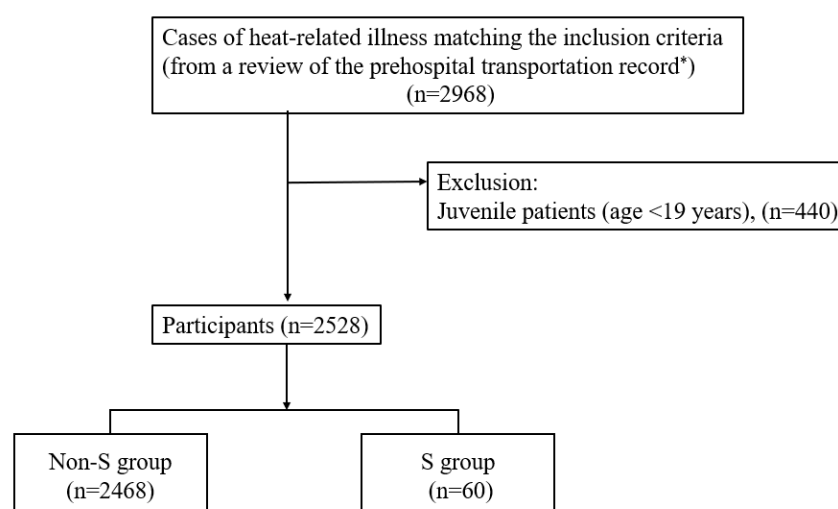 Cases of heat-related illness matching the inclusion criteria
(from a review of the prehospital transportation record*)
(n=2968)
Exclusion:
Juvenile patients (age <19 years), (n=440)
Participants (n=2528)
Non-S group
(n=2468)
S group
(n=60)